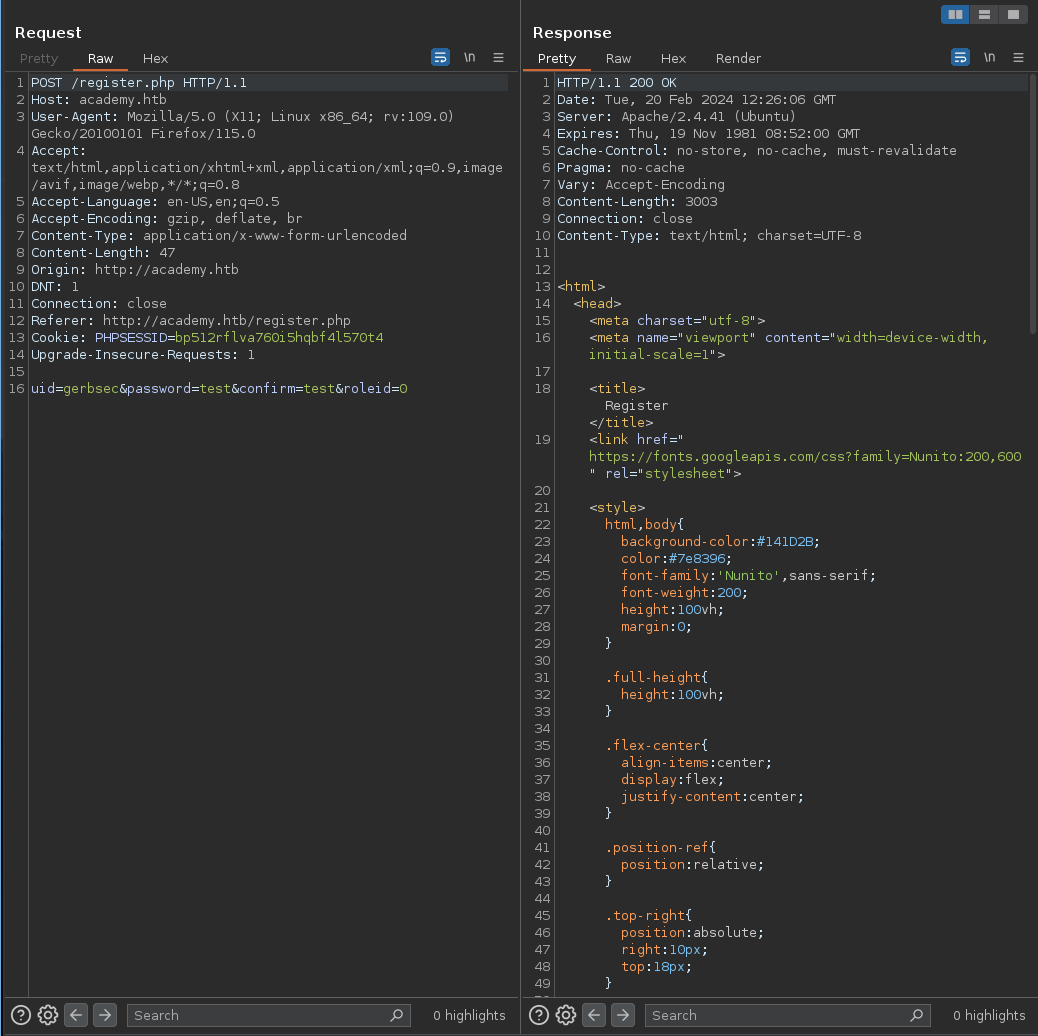 Request
Pretty Raw Hex \n
1 POST /register.php HTTP/1.1
2 Host: academy.htb
3 User-Agent: Mozilla/5.0 (X11; Linux x86_64; rv:109.0)
Gecko/20100101 Firefox/115.0
4 Accept:
text/html,application/xhtml+xml,application/xml;q=0.9,image
/avif,image/webp,*/*;q=0.8
5 Accept-Language: en-US,en;q=0.5
6 Accept-Encoding: gzip, deflate, br
7 Content-Type: application/x-www-form-urlencoded
8 Content-Length: 47
9 Origin: http://academy.htb
10 DNT: 1
11 Connection: close
12 Referer: http://academy.htb/register.php
13 Cookie: PHPSESSID=bp512rflva760i5hqbf4l570t4
14 Upgrade-Insecure-Requests: 1
15
16 uid=gerbsec&password=test&confirm=test&roleid=0
Search 0 highlights
Response
Pretty Raw Hex Render \n
1 HTTP/1.1 200 OK
2 Date: Tue, 20 Feb 2024 12:26:06 GMT
3 Server: Apache/2.4.41 (Ubuntu)
4 Expires: Thu, 19 Nov 1981 08:52:00 GMT
5 Cache-Control: no-store, no-cache, must-revalidate
6 Pragma: no-cache
7 Vary: Accept-Encoding
8 Content-Length: 3003
9 Connection: close
10 Content-Type: text/html; charset=UTF-8
11
12
13 <html>
14 <head>
15 <meta charset="utf-8">
16 <meta name="viewport" content="width=device-width,
initial-scale=1">
17
18 <title>
Register
</title>
19 <link href="
https://fonts.googleapis.com/css?family=Nunito:200,600
" rel="stylesheet">
20
21 <style>
22 html,body{
23 background-color:#141D2B;
24 color:#7e8396;
25 font-family:'Nunito',sans-serif;
26 font-weight:200;
27 height:100vh;
28 margin:0;
29 }
30
31 .full-height{
32 height:100vh;
33 }
34
35 .flex-center{
36 align-items:center;
37 display:flex;
38 justify-content:center;
39 }
40
41 .position-ref{
42 position:relative;
43 }
44
45 .top-right{
46 position:absolute;
47 right:10px;
48 top:18px;
49 }
Search 0 highlights